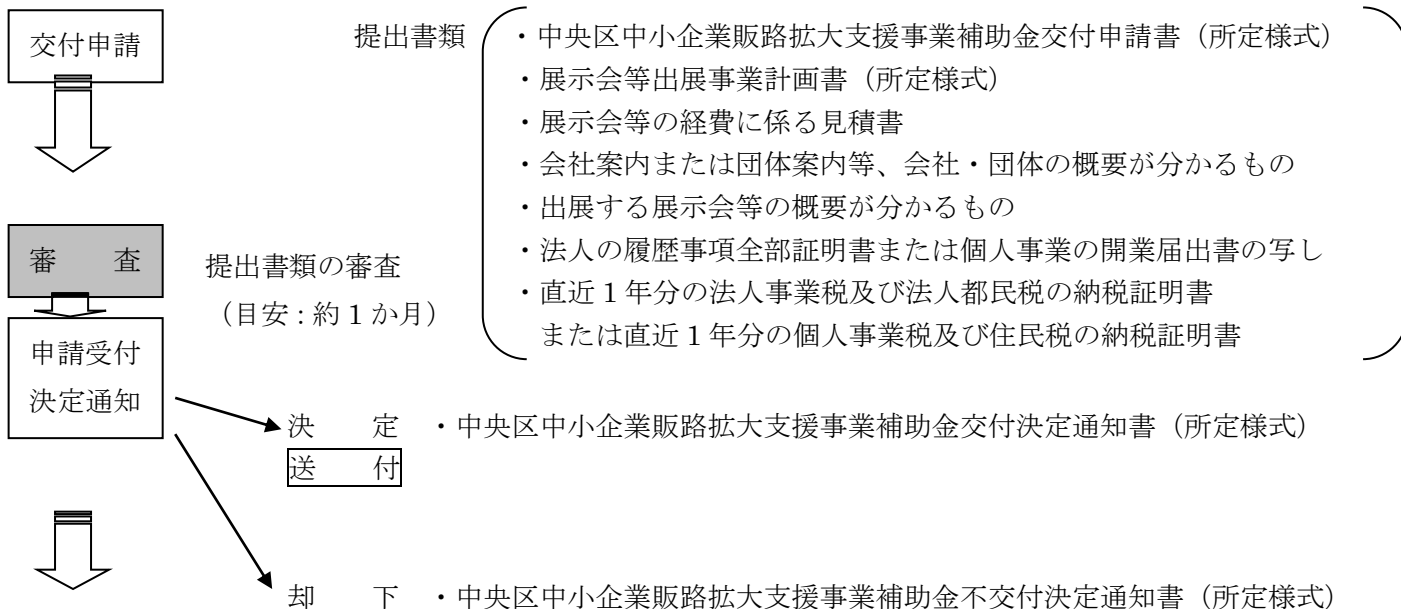 交付申請
提出書類
・中央区中小企業販路拡大支援事業補助金交付申請書（所定様式）
・展示会等出展事業計画書（所定様式）
・展示会等の経費に係る見積書
・会社案内または団体案内等、会社・団体の概要が分かるもの
・出展する展示会等の概要が分かるもの
・法人の履歴事項全部証明書または個人事業の開業届出書の写し
・直近１年分の法人事業税及び法人都民税の納税証明書
または直近１年分の個人事業税及び住民税の納税証明書
審　査
提出書類の審査
（目安：約１か月）
申請受付
決定通知
決　定　・中央区中小企業販路拡大支援事業補助金交付決定通知書（所定様式）
送　付
却　下　・中央区中小企業販路拡大支援事業補助金不交付決定通知書（所定様式）